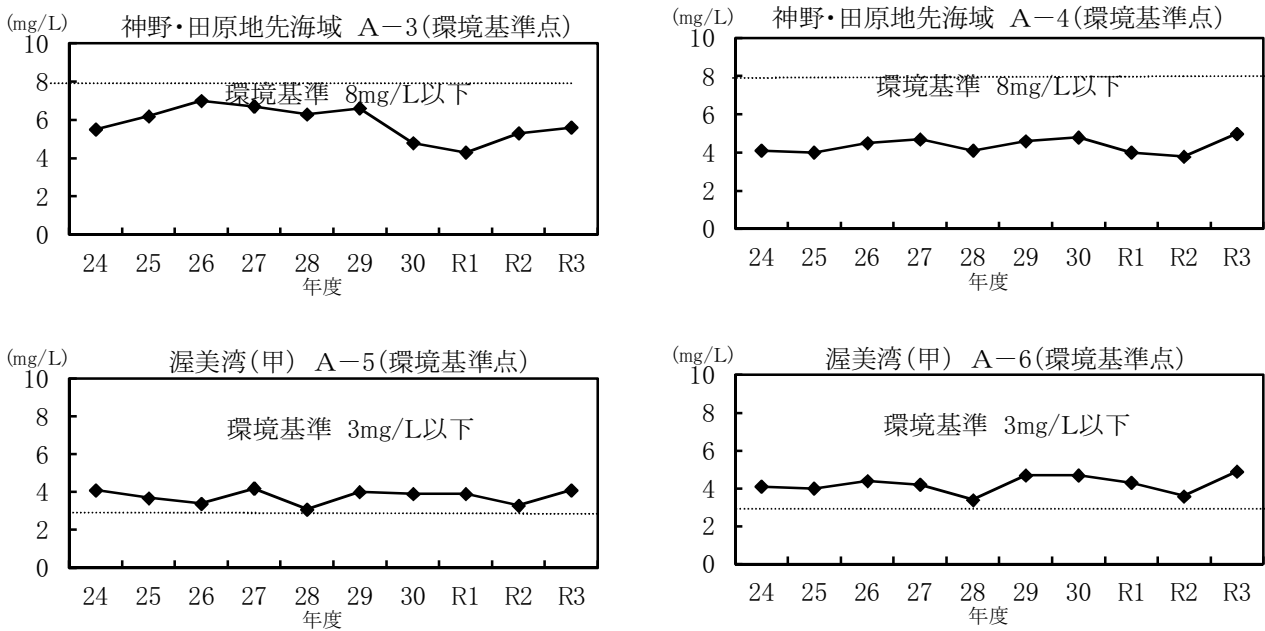 (mg/L)
神野・田原地先海域 A－3(環境基準点)
10
8
6
4
2
0
環境基準 8mg/L以下
24 25 26 27 28 29 30 R1 R2 R3
年度
(mg/L)
神野・田原地先海域 A－4(環境基準点)
10
8
6
4
2
0
環境基準 8mg/L以下
24 25 26 27 28 29 30 R1 R2 R3
年度
(mg/L)
渥美湾(甲) A－5(環境基準点)
10
8
6
4
2
0
環境基準 3mg/L以下
24 25 26 27 28 29 30 R1 R2 R3
年度
(mg/L)
渥美湾(甲) A－6(環境基準点)
10
8
6
4
2
0
環境基準 3mg/L以下
24 25 26 27 28 29 30 R1 R2 R3
年度